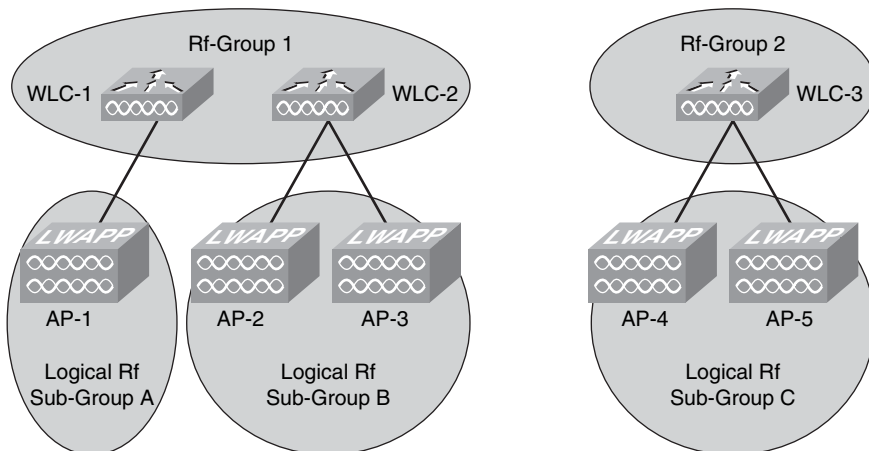 Rf-Group 1
Rf-Group 2
WLC-1
WLC-2
WLC-3
LWAPP
LWAPP
LWAPP
LWAPP
LWAPP
AP-1
AP-2
AP-3
AP-4
AP-5
Logical Rf
Sub-Group A
Logical Rf
Sub-Group B
Logical Rf
Sub-Group C